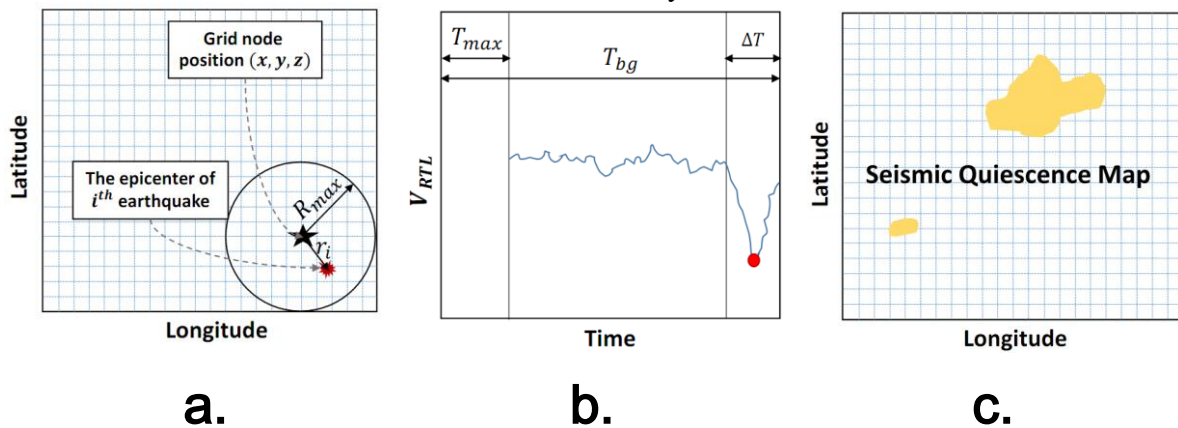 Grid node
position (x, y, z)
The epicenter of
iᵗʰ earthquake
R_max
r_i
Latitude
Longitude
a.
T_max
T_bg
ΔT
V_RTL
Time
b.
Seismic Quiescence Map
Latitude
Longitude
c.